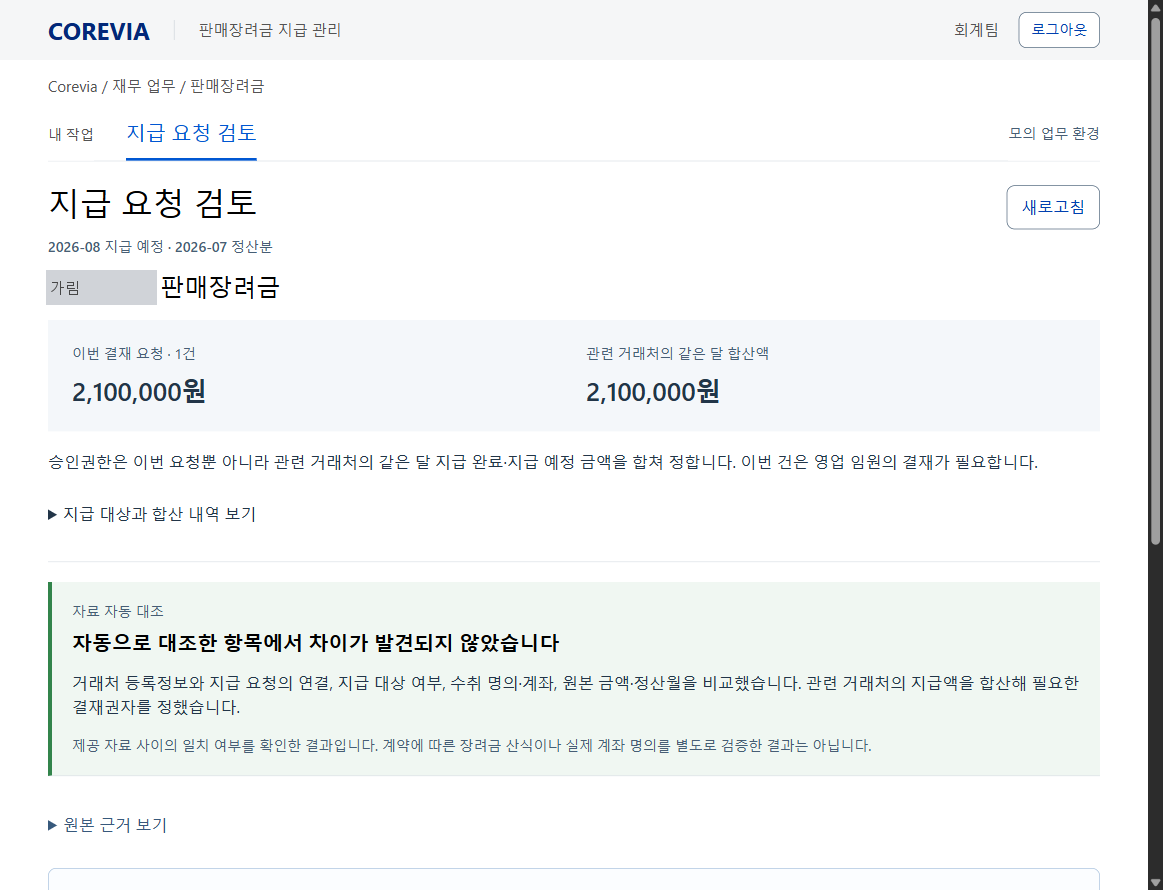 COREVIA
판매장려금 지급 관리
회계팀
로그아웃
Corevia / 재무 업무 / 판매장려금
내 작업
지급 요청 검토
모의 업무 환경
지급 요청 검토
새로고침
2026-08 지급 예정 · 2026-07 정산분
가림 판매장려금
이번 결재 요청 · 1건
2,100,000원
관련 거래처의 같은 달 합산액
2,100,000원
승인권한은 이번 요청뿐 아니라 관련 거래처의 같은 달 지급 완료·지급 예정 금액을 합쳐 정합니다. 이번 건은 영업 임원의 결재가 필요합니다.
▶ 지급 대상과 합산 내역 보기
자료 자동 대조
자동으로 대조한 항목에서 차이가 발견되지 않았습니다
거래처 등록정보와 지급 요청의 연결, 지급 대상 여부, 수취 명의·계좌, 원본 금액·정산월을 비교했습니다. 관련 거래처의 지급액을 합산해 필요한
결재권자를 정했습니다.
제공 자료 사이의 일치 여부를 확인한 결과입니다. 계약에 따른 장려금 산식이나 실제 계좌 명의를 별도로 검증한 결과는 아닙니다.
▶ 원본 근거 보기